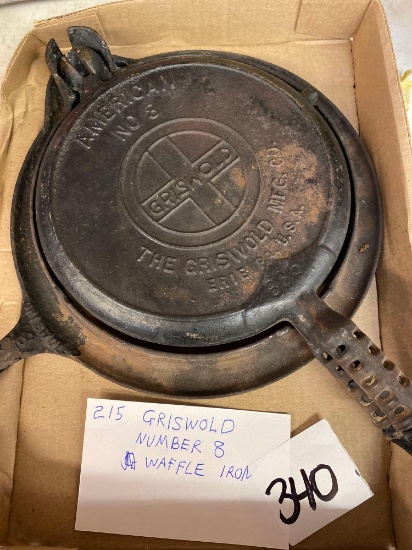 AMERICAN
NO 8
GRISWOLD
THE GRISWOLD MFG. CO.
ERIE PA. U.S.A.
215 GRISWOLD
NUMBER 8
WAFFLE IRON
340